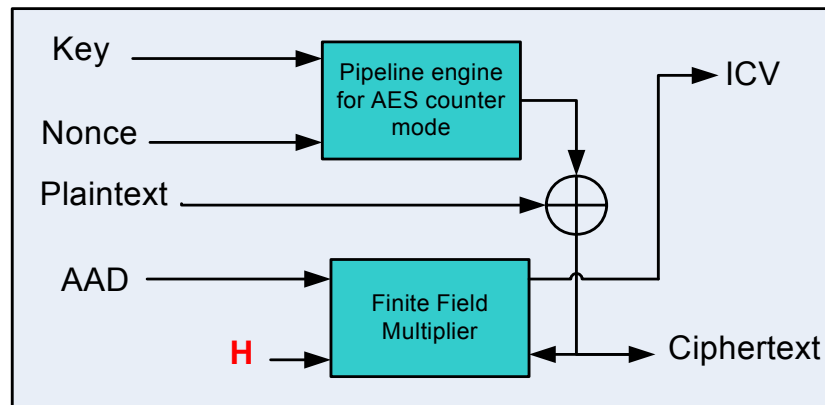 Key
Pipeline engine
for AES counter
mode
ICV
Nonce
Plaintext
AAD
Finite Field
Multiplier
H
Ciphertext